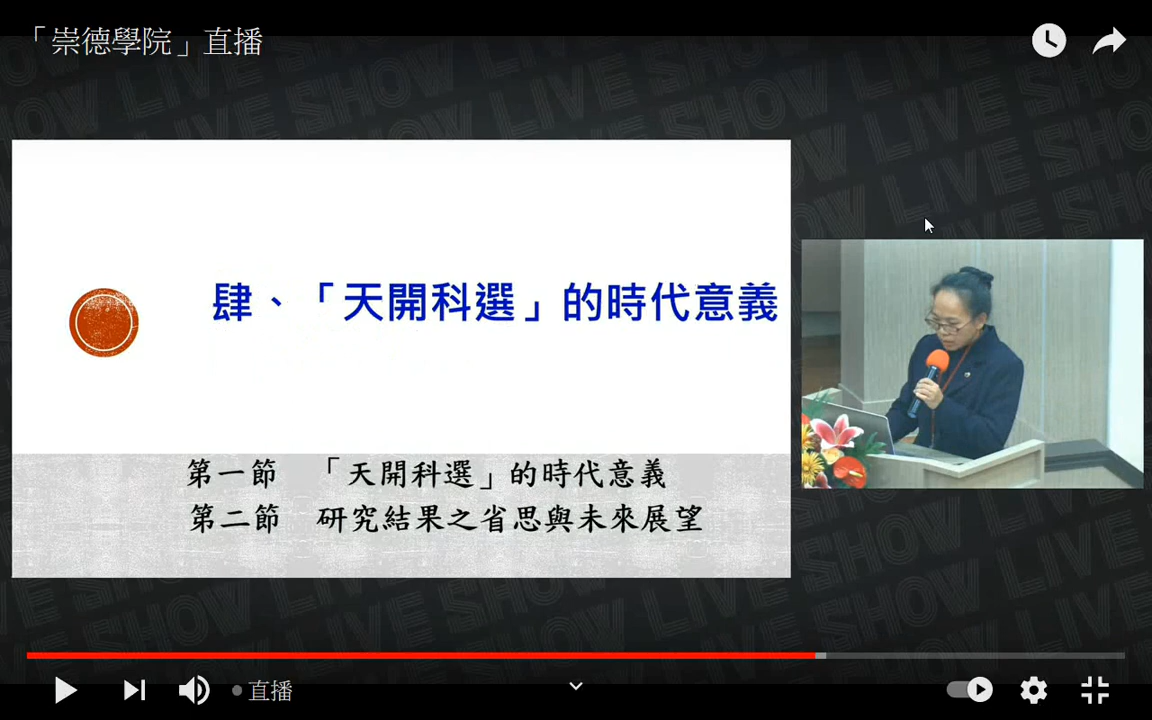 「崇德學院」直播
肆、「天開科選」的時代意義
第一節　「天開科選」的時代意義
第二節　研究結果之省思與未來展望
LIVE SHOW
直播